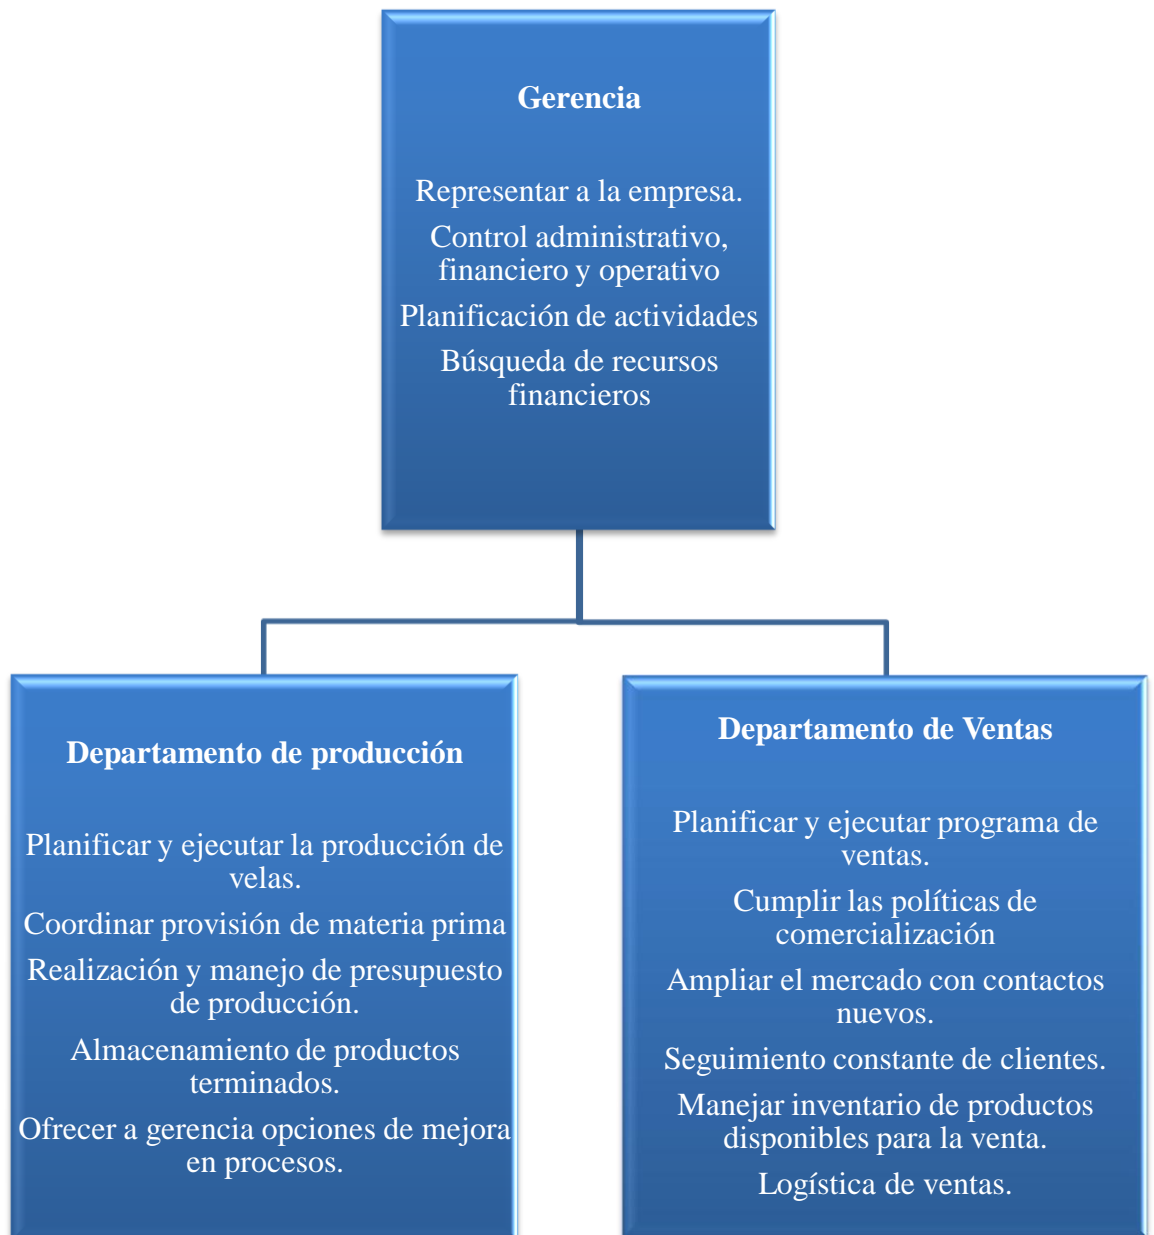 Gerencia
Representar a la empresa.
Control administrativo,
financiero y operativo
Planificación de actividades
Búsqueda de recursos
financieros
Departamento de producción
Planificar y ejecutar la producción de
velas.
Coordinar provisión de materia prima
Realización y manejo de presupuesto
de producción.
Almacenamiento de productos
terminados.
Ofrecer a gerencia opciones de mejora
en procesos.
Departamento de Ventas
Planificar y ejecutar programa de
ventas.
Cumplir las políticas de
comercialización
Ampliar el mercado con contactos
nuevos.
Seguimiento constante de clientes.
Manejar inventario de productos
disponibles para la venta.
Logística de ventas.